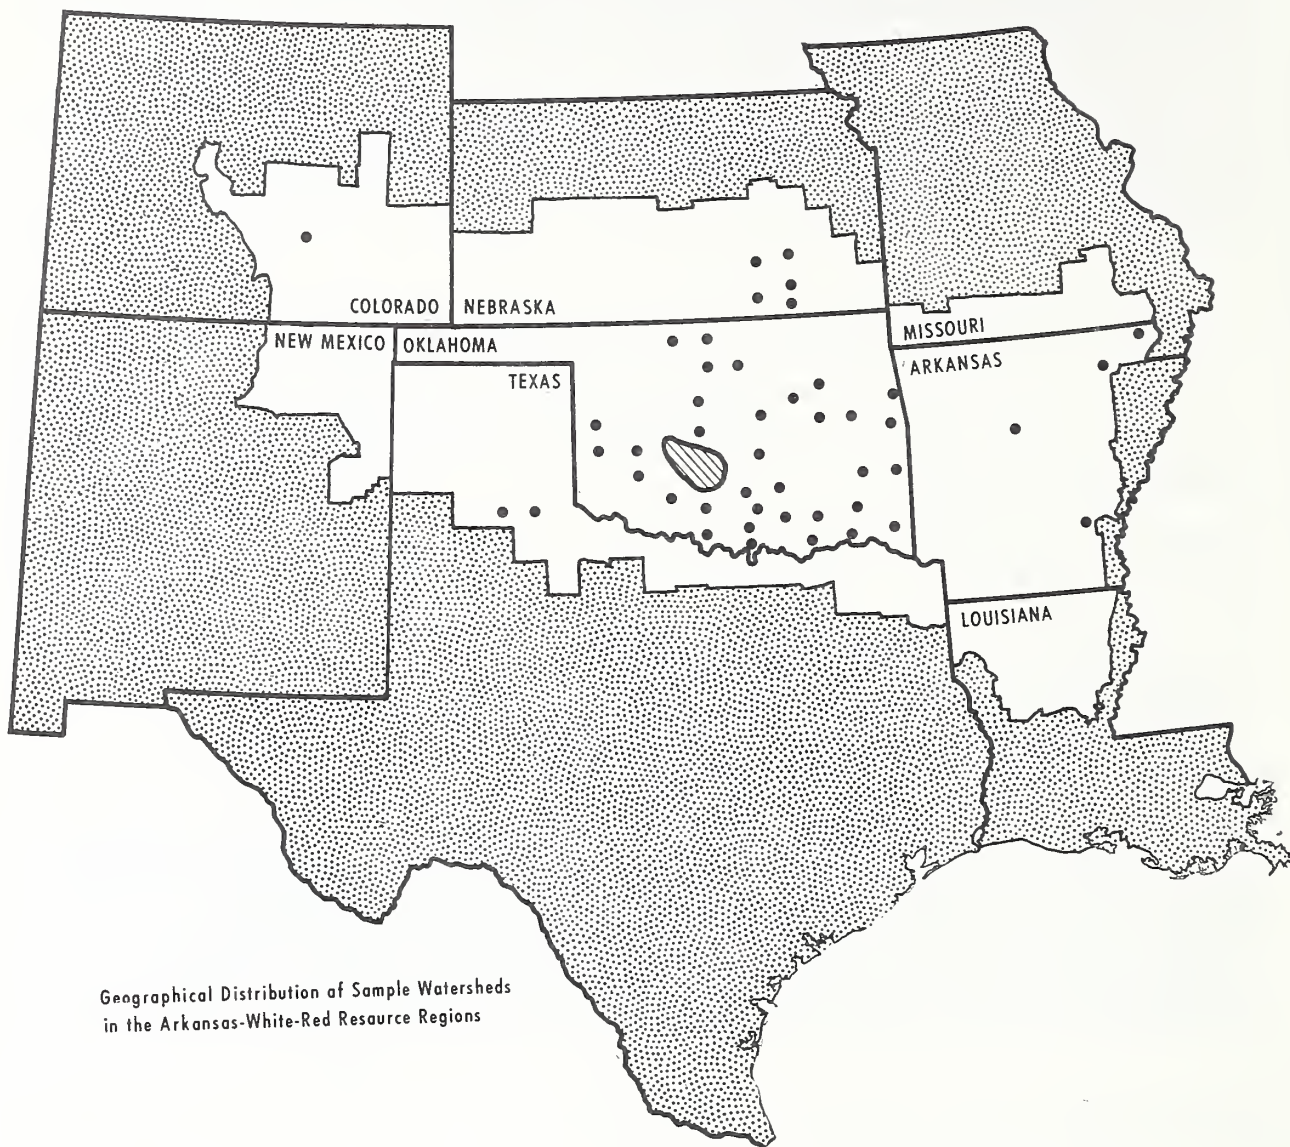 COLORADO
NEBRASKA
MISSOURI
NEW MEXICO
OKLAHOMA
ARKANSAS
TEXAS
LOUISIANA
Geographical Distribution of Sample Watersheds
in the Arkansas-White-Red Resaurce Regions